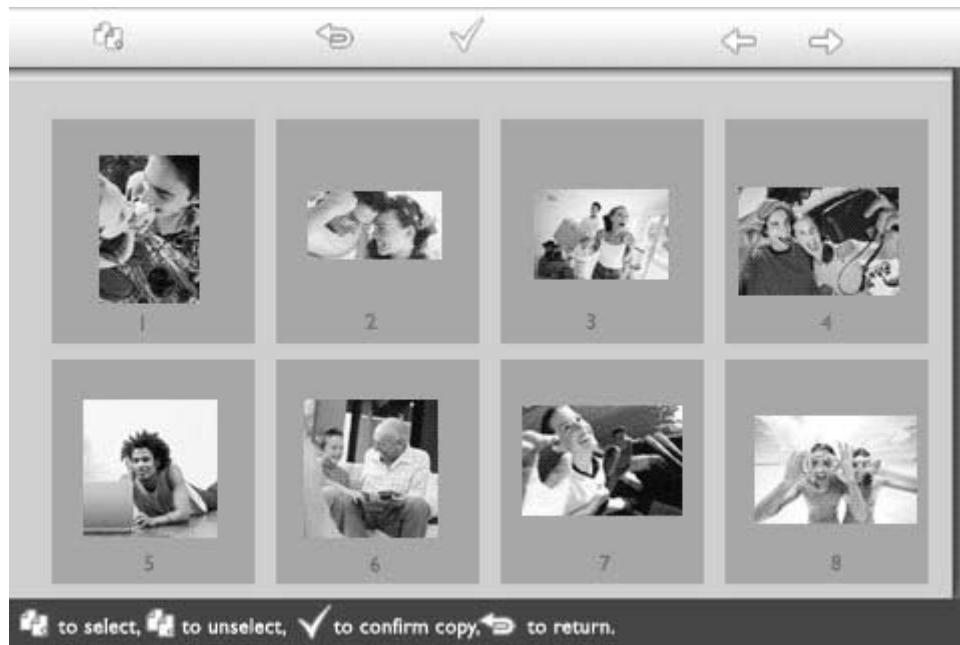 1 2 3 4
5 6 7 8
to select, to unselect, to confirm copy, to return.